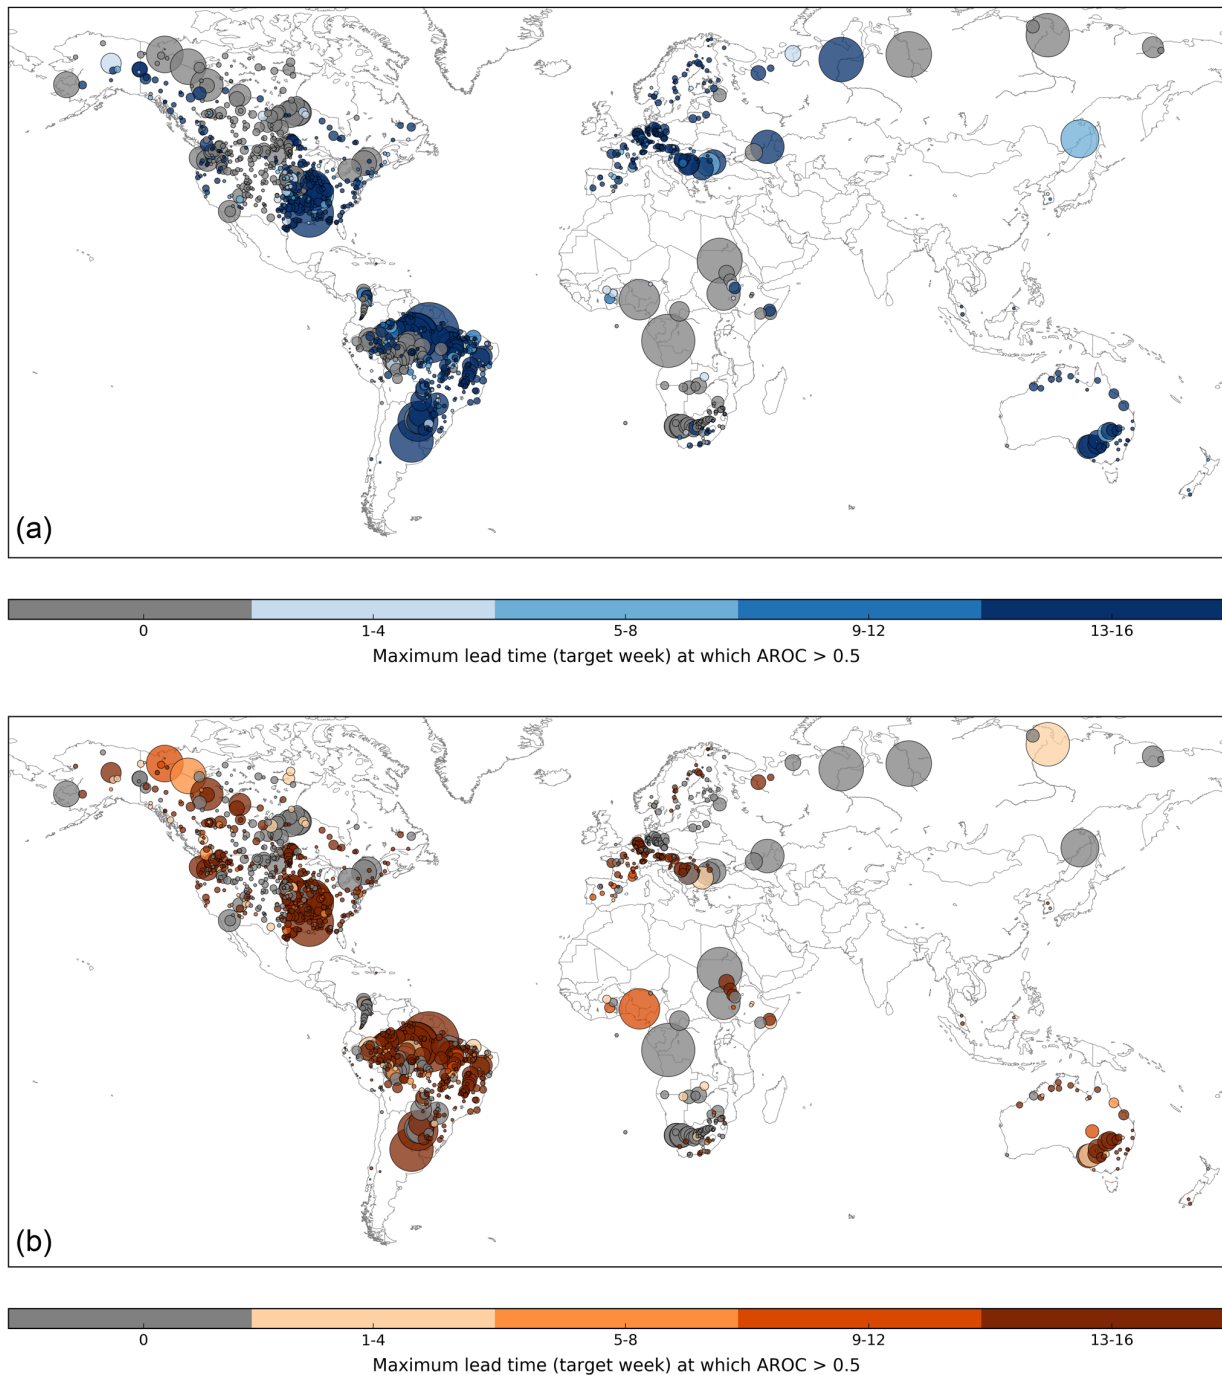 (a)
0 1-4 5-8 9-12 13-16
Maximum lead time (target week) at which AROC > 0.5
(b)
0 1-4 5-8 9-12 13-16
Maximum lead time (target week) at which AROC > 0.5